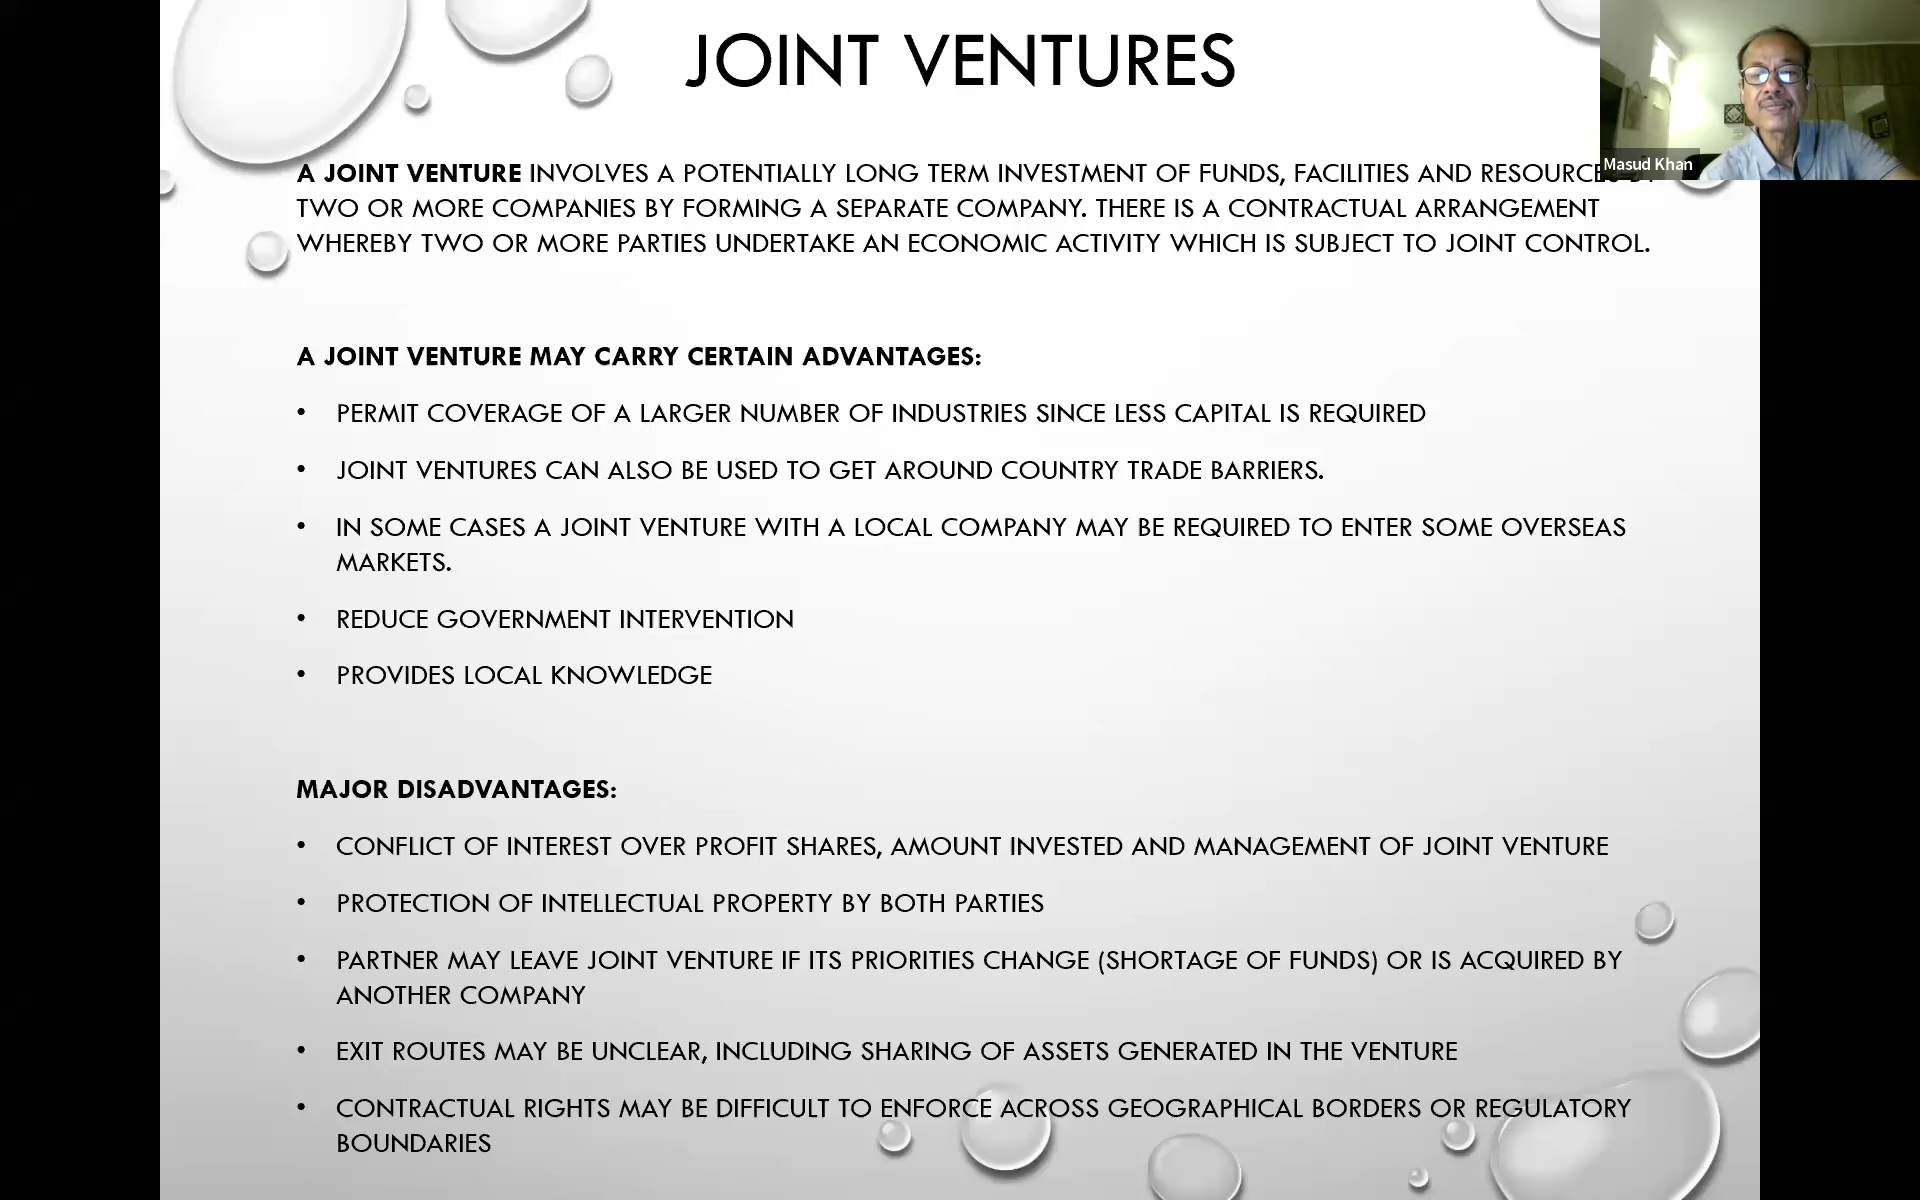 JOINT VENTURES
Masud Khan
A JOINT VENTURE INVOLVES A POTENTIALLY LONG TERM INVESTMENT OF FUNDS, FACILITIES AND RESOURCES
TWO OR MORE COMPANIES BY FORMING A SEPARATE COMPANY. THERE IS A CONTRACTUAL ARRANGEMENT
WHEREBY TWO OR MORE PARTIES UNDERTAKE AN ECONOMIC ACTIVITY WHICH IS SUBJECT TO JOINT CONTROL.
A JOINT VENTURE MAY CARRY CERTAIN ADVANTAGES:
• PERMIT COVERAGE OF A LARGER NUMBER OF INDUSTRIES SINCE LESS CAPITAL IS REQUIRED
• JOINT VENTURES CAN ALSO BE USED TO GET AROUND COUNTRY TRADE BARRIERS.
• IN SOME CASES A JOINT VENTURE WITH A LOCAL COMPANY MAY BE REQUIRED TO ENTER SOME OVERSEAS
MARKETS.
• REDUCE GOVERNMENT INTERVENTION
• PROVIDES LOCAL KNOWLEDGE
MAJOR DISADVANTAGES:
• CONFLICT OF INTEREST OVER PROFIT SHARES, AMOUNT INVESTED AND MANAGEMENT OF JOINT VENTURE
• PROTECTION OF INTELLECTUAL PROPERTY BY BOTH PARTIES
• PARTNER MAY LEAVE JOINT VENTURE IF ITS PRIORITIES CHANGE (SHORTAGE OF FUNDS) OR IS ACQUIRED BY
ANOTHER COMPANY
• EXIT ROUTES MAY BE UNCLEAR, INCLUDING SHARING OF ASSETS GENERATED IN THE VENTURE
• CONTRACTUAL RIGHTS MAY BE DIFFICULT TO ENFORCE ACROSS GEOGRAPHICAL BORDERS OR REGULATORY
BOUNDARIES